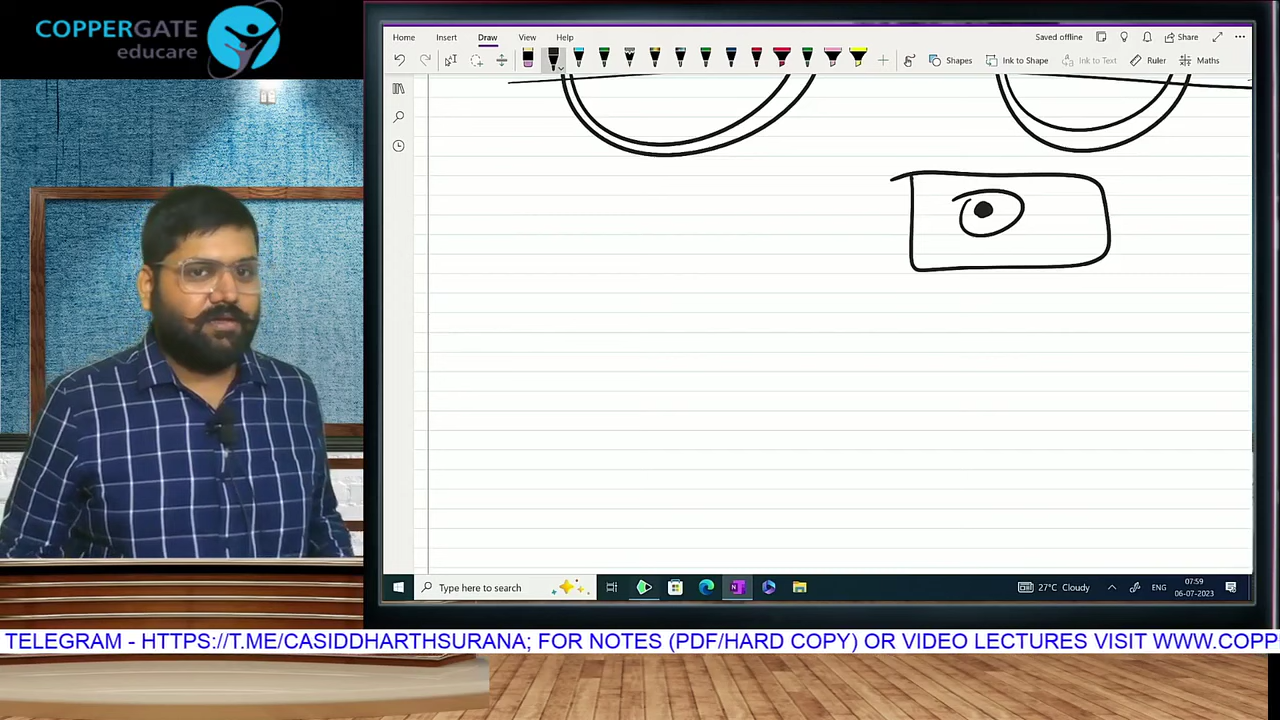 COPPERGATE
educare
Home Insert Draw View Help
Saved offline Share
Shapes Ink to Shape Ink to Text Ruler Maths
Type here to search
27°C Cloudy ENG 07:59
06-07-2023
TELEGRAM - HTTPS://T.ME/CASIDDHARTHSURANA; FOR NOTES (PDF/HARD COPY) OR VIDEO LECTURES VISIT WWW.COPP